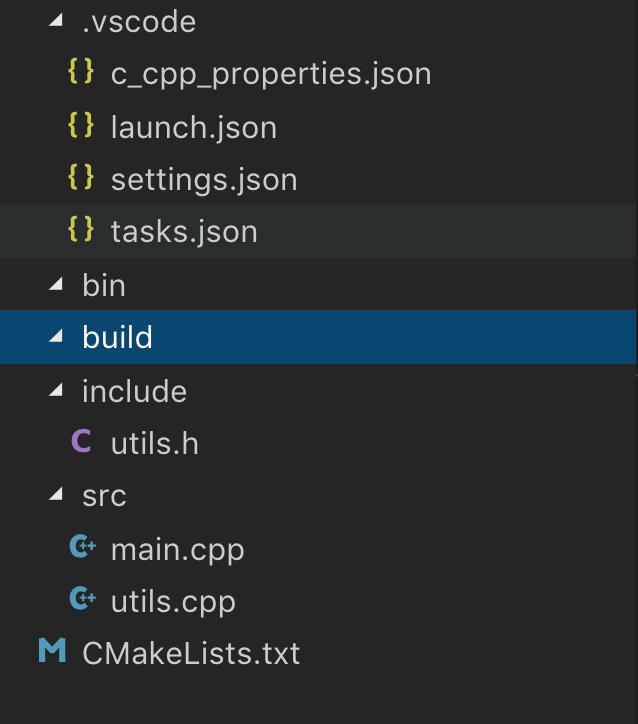 .vscode
{} c_cpp_properties.json
{} launch.json
{} settings.json
{} tasks.json
bin
build
include
C utils.h
src
C++ main.cpp
C++ utils.cpp
M CMakeLists.txt